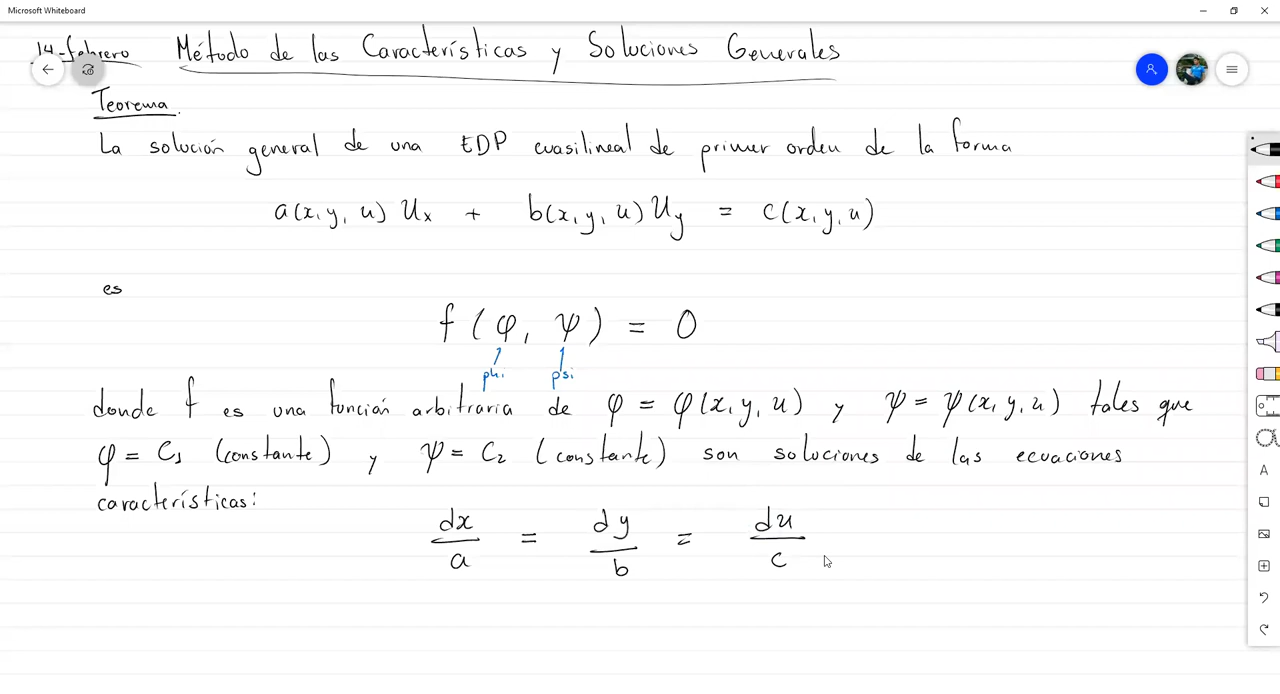 Microsoft Whiteboard
14-febrero Método de las Características y Soluciones Generales
Teorema.
La solución general de una EDP cuasilineal de primer orden de la forma
a(x, y, u) Ux + b(x, y, u) Uy = c(x, y, u)
es
f(φ, ψ) = 0
phi psi
donde f es una función arbitraria de φ = φ(x, y, u) y ψ = ψ(x, y, u) tales que
φ = C1 (constante) y ψ = C2 (constante) son soluciones de las ecuaciones
características:
dx/a = dy/b = du/c
A